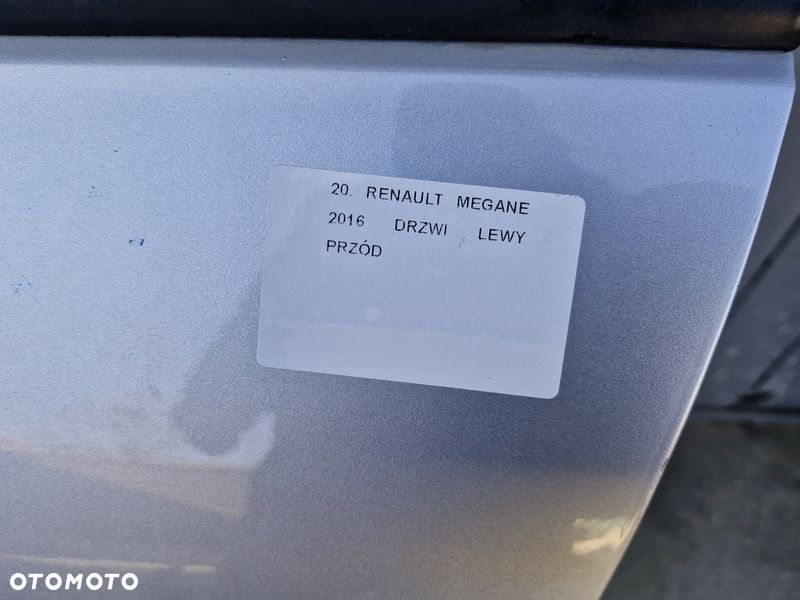 20. RENAULT MEGANE
2016 DRZWI LEWY
PRZÓD
OTOMOTO